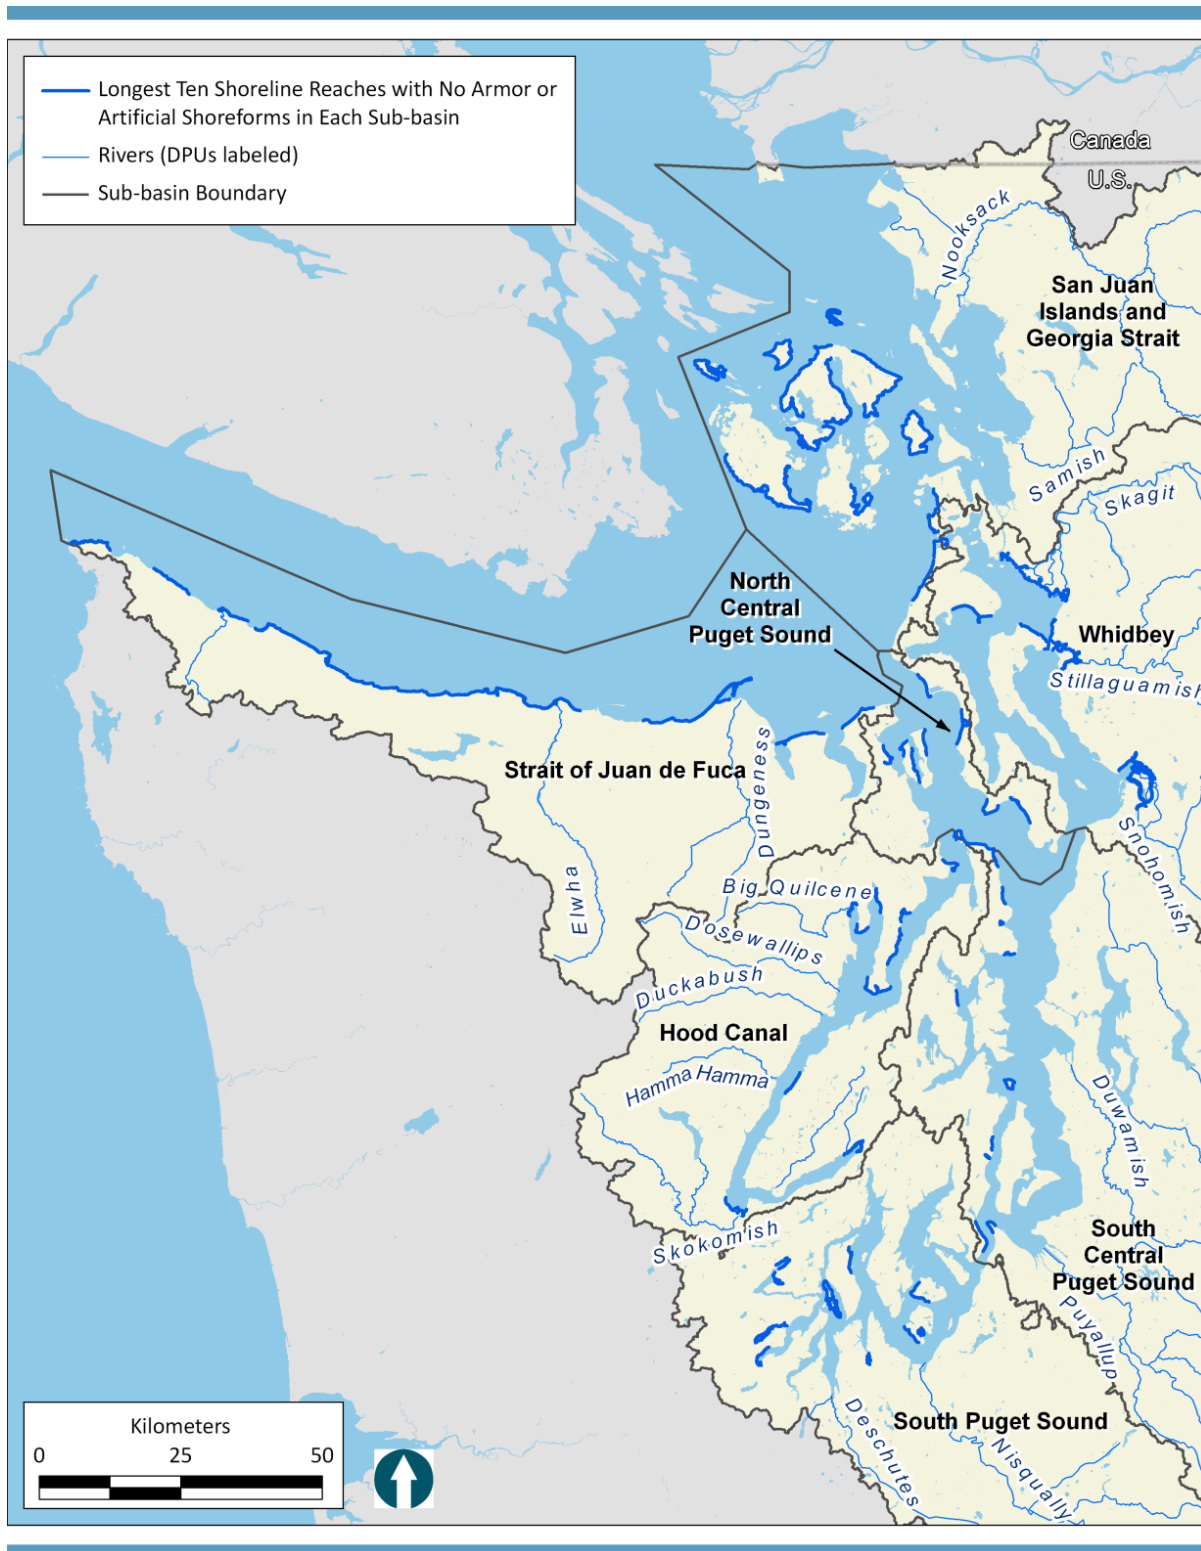 Longest Ten Shoreline Reaches with No Armor or
Artificial Shoreforms in Each Sub-basin
Rivers (DPUs labeled)
Sub-basin Boundary
Canada
U.S.
Nooksack
San Juan
Islands and
Georgia Strait
Samish
Skagit
North
Central
Puget Sound
Whidbey
Stillaguamish
Strait of Juan de Fuca
Dungeness
Elwha
Snohomish
Big Quilcene
Dosewallips
Duckabush
Hood Canal
Hamma Hamma
Duwamish
Skokomish
South
Central
Puget Sound
Puyallup
South Puget Sound
Deschutes
Nisqually
Kilometers
0 25 50